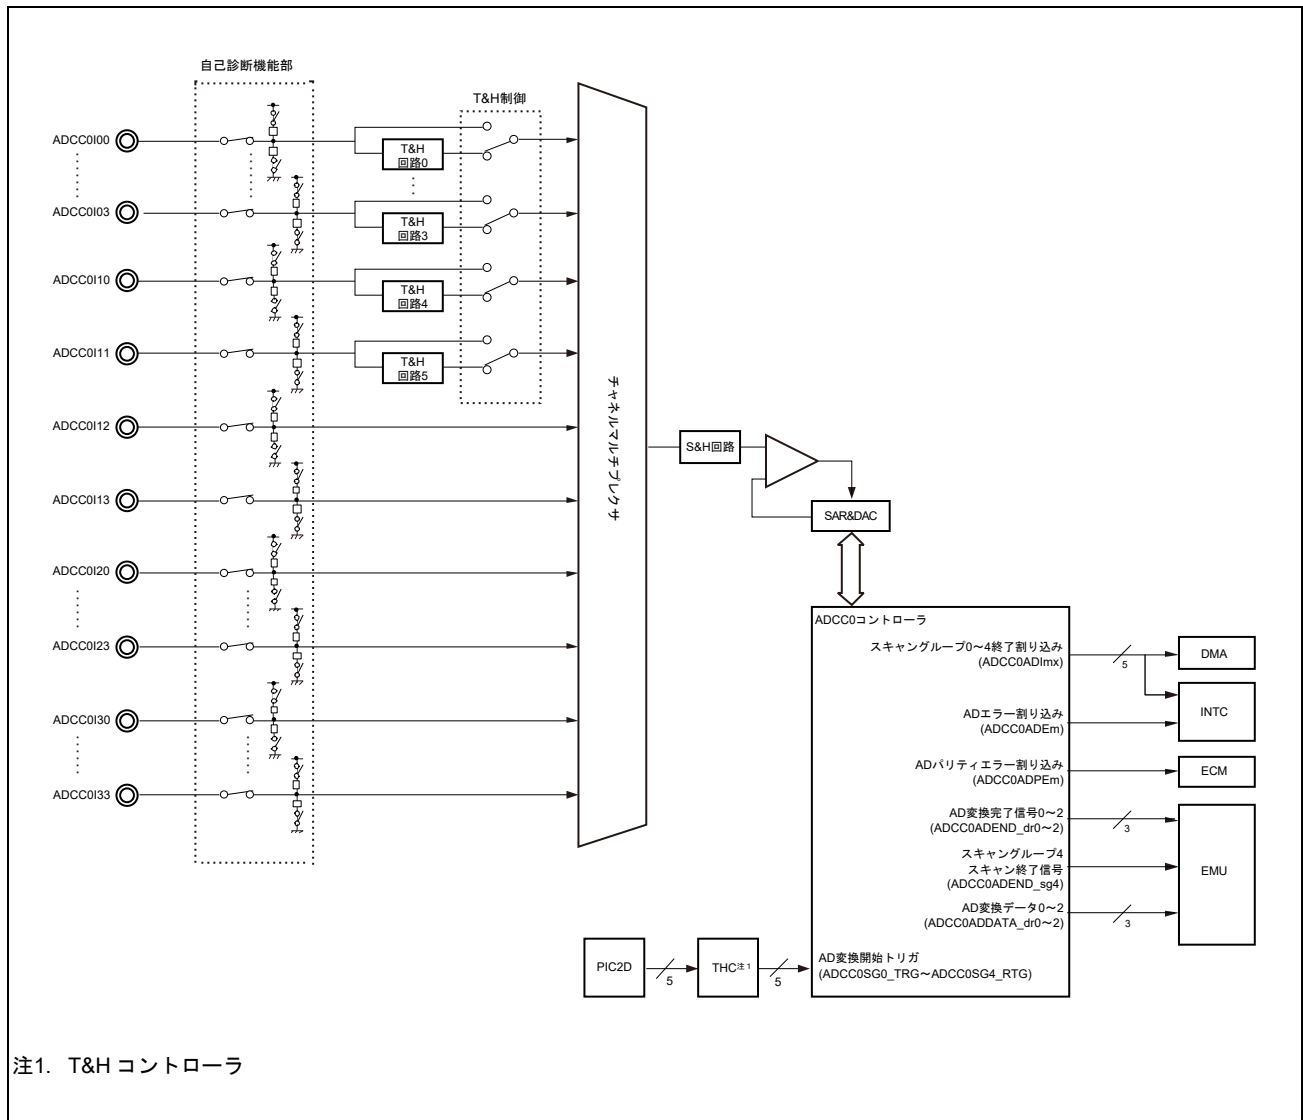 自己診断機能部
T&H制御
ADCC0I00
T&H
回路0
ADCC0I03
T&H
回路3
ADCC0I10
T&H
回路4
ADCC0I11
T&H
回路5
ADCC0I12
ADCC0I13
ADCC0I20
ADCC0I23
ADCC0I30
ADCC0I33
チャネルマルチプレクサ
S&H回路
SAR&DAC
ADCC0コントローラ
スキャングループ0～4終了割り込み
(ADCC0ADImx)
5
DMA
INTC
ADエラー割り込み
(ADCC0ADEm)
ADパリティエラー割り込み
(ADCC0ADPEm)
ECM
AD変換完了信号0～2
(ADCC0ADEND_dr0～2)
3
スキャングループ4
スキャン終了信号
(ADCC0ADEND_sg4)
EMU
AD変換データ0～2
(ADCC0ADDATA_dr0～2)
3
PIC2D
5
THC注1
5
AD変換開始トリガ
(ADCC0SG0_TRG～ADCC0SG4_RTG)
注1. T&H コントローラ